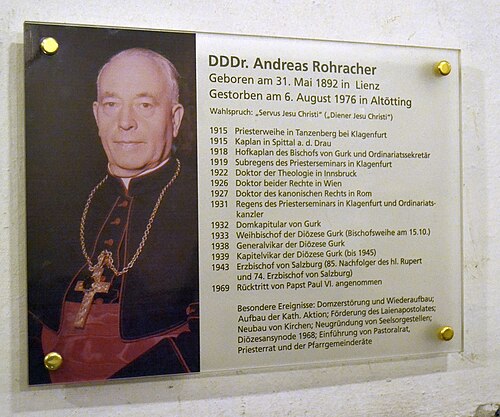 DDDr. Andreas Rohracher
Geboren am 31. Mai 1892 in Lienz
Gestorben am 6. August 1976 in Altötting
Wahlspruch: „Servus Jesu Christi“ („Diener Jesu Christi“)
1915 Priesterweihe in Tanzenberg bei Klagenfurt
1915 Kaplan in Spittal a. d. Drau
1918 Hofkaplan des Bischofs von Gurk und Ordinariatssekretär
1919 Subregens des Priesterseminars in Klagenfurt
1922 Doktor der Theologie in Innsbruck
1926 Doktor beider Rechte in Wien
1927 Doktor des kanonischen Rechts in Rom
1931 Regens des Priesterseminars in Klagenfurt und Ordinariats-
kanzler
1932 Domkapitular von Gurk
1933 Weihbischof der Diözese Gurk (Bischofsweihe am 15.10.)
1938 Generalvikar der Diözese Gurk
1939 Kapitelvikar der Diözese Gurk (bis 1945)
1943 Erzbischof von Salzburg (85. Nachfolger des hl. Rupert
und 74. Erzbischof von Salzburg)
1969 Rücktritt von Papst Paul VI. angenommen
Besondere Ereignisse: Domzerstörung und Wiederaufbau;
Aufbau der Kath. Aktion; Förderung des Laienapostolates;
Neubau von Kirchen; Neugründung von Seelsorgestellen;
Diözesansynode 1968; Einführung von Pastoralrat,
Priesterrat und der Pfarrgemeinderäte